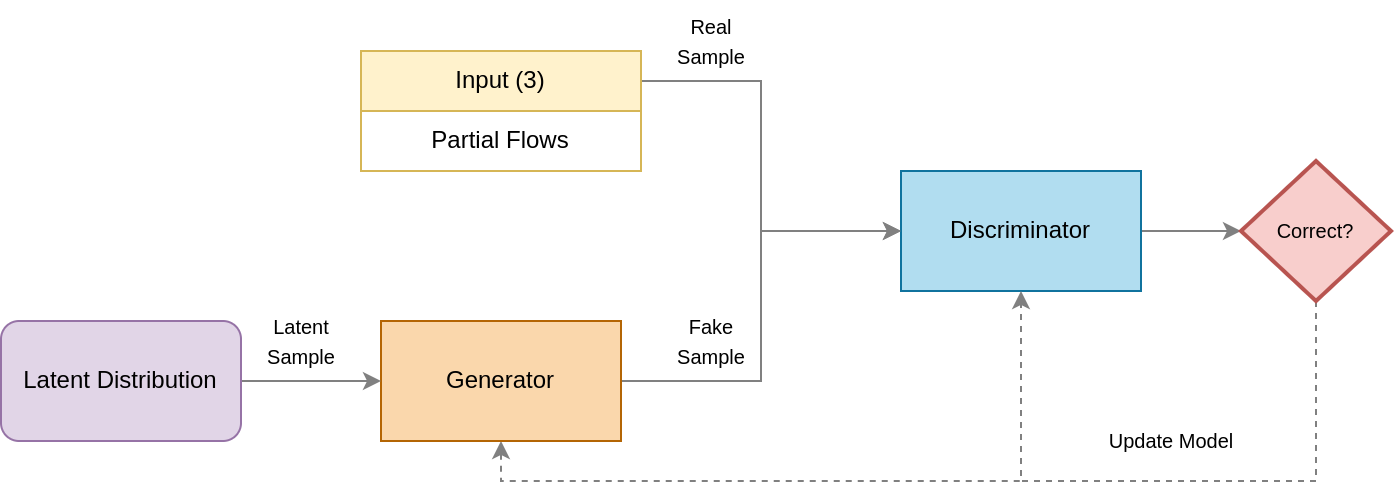 Real
Sample
Input (3)
Partial Flows
Discriminator
Correct?
Latent
Sample
Fake
Sample
Latent Distribution
Generator
Update Model